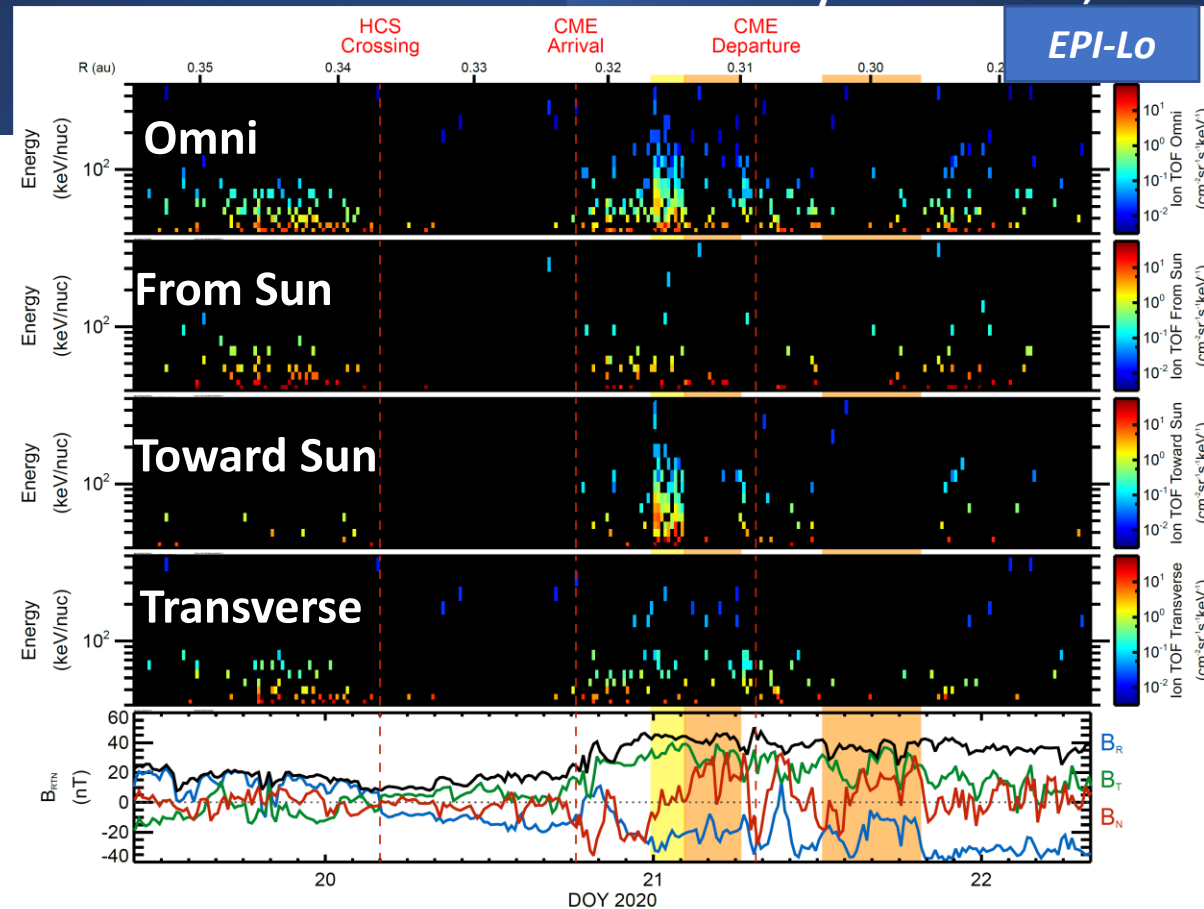 HCS
Crossing
CME
Arrival
CME
Departure
EPI-Lo
R (au)
0.35
0.34
0.33
0.32
0.31
0.30
Energy
(keV/nuc)
10²
Omni
10¹
10⁰
10⁻¹
10⁻²
Ion TOF Omni
(cm⁻²sr⁻¹s⁻¹keV⁻¹)
Energy
(keV/nuc)
10²
From Sun
10¹
10⁰
10⁻¹
10⁻²
Ion TOF From Sun
Energy
(keV/nuc)
10²
Toward Sun
10¹
10⁰
10⁻¹
10⁻²
Ion TOF Toward Sun
Energy
(keV/nuc)
10²
Transverse
10¹
10⁰
10⁻¹
10⁻²
Ion TOF Transverse
B_RTN
(nT)
60
40
20
0
-20
-40
B_R
B_T
B_N
20
21
22
DOY 2020